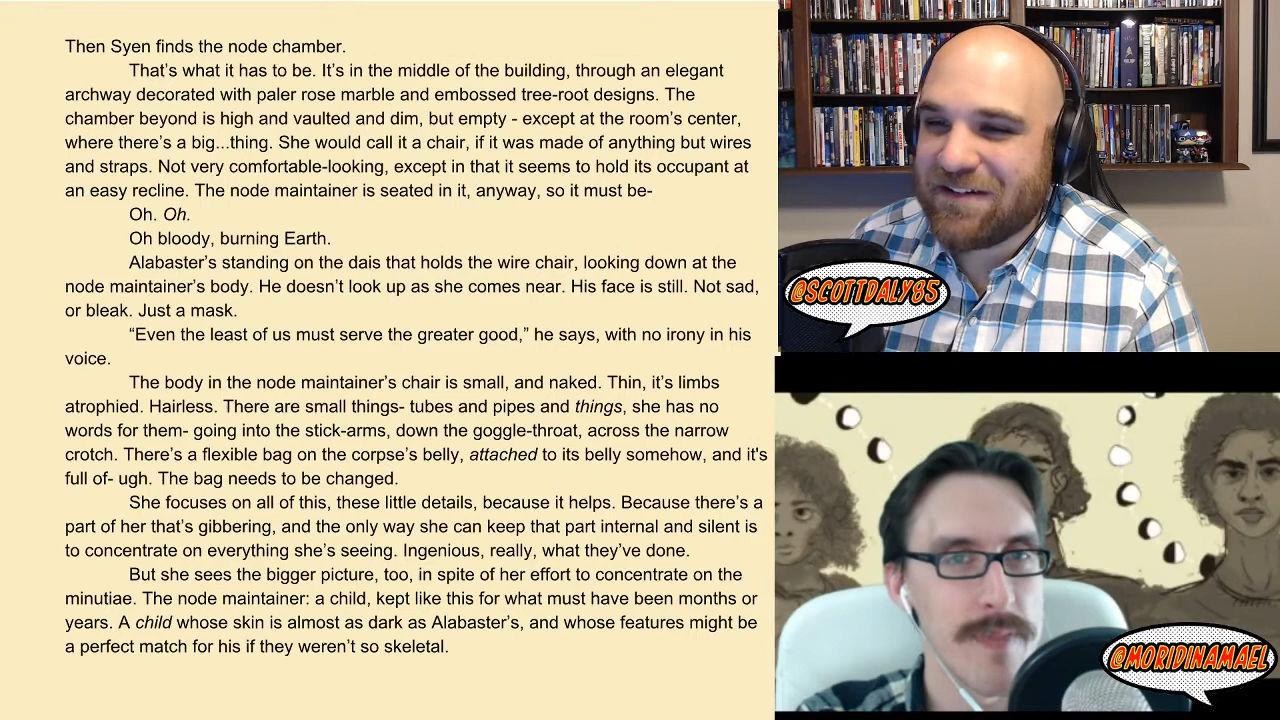 Then Syen finds the node chamber.
That's what it has to be. It's in the middle of the building, through an elegant
archway decorated with paler rose marble and embossed tree-root designs. The
chamber beyond is high and vaulted and dim, but empty - except at the room's center,
where there's a big...thing. She would call it a chair, if it was made of anything but wires
and straps. Not very comfortable-looking, except in that it seems to hold its occupant at
an easy recline. The node maintainer is seated in it, anyway, so it must be-
Oh. Oh.
Oh bloody, burning Earth.
Alabaster's standing on the dais that holds the wire chair, looking down at the
node maintainer's body. He doesn't look up as she comes near. His face is still. Not sad,
or bleak. Just a mask.
“Even the least of us must serve the greater good,” he says, with no irony in his
voice.
The body in the node maintainer's chair is small, and naked. Thin, it's limbs
atrophied. Hairless. There are small things- tubes and pipes and things, she has no
words for them- going into the stick-arms, down the goggle-throat, across the narrow
crotch. There's a flexible bag on the corpse's belly, attached to its belly somehow, and it's
full of- ugh. The bag needs to be changed.
She focuses on all of this, these little details, because it helps. Because there's a
part of her that's gibbering, and the only way she can keep that part internal and silent is
to concentrate on everything she's seeing. Ingenious, really, what they've done.
But she sees the bigger picture, too, in spite of her effort to concentrate on the
minutiae. The node maintainer: a child, kept like this for what must have been months or
years. A child whose skin is almost as dark as Alabaster's, and whose features might be
a perfect match for his if they weren't so skeletal.
@SCOTTDALY85
@MORIDINAMAEL